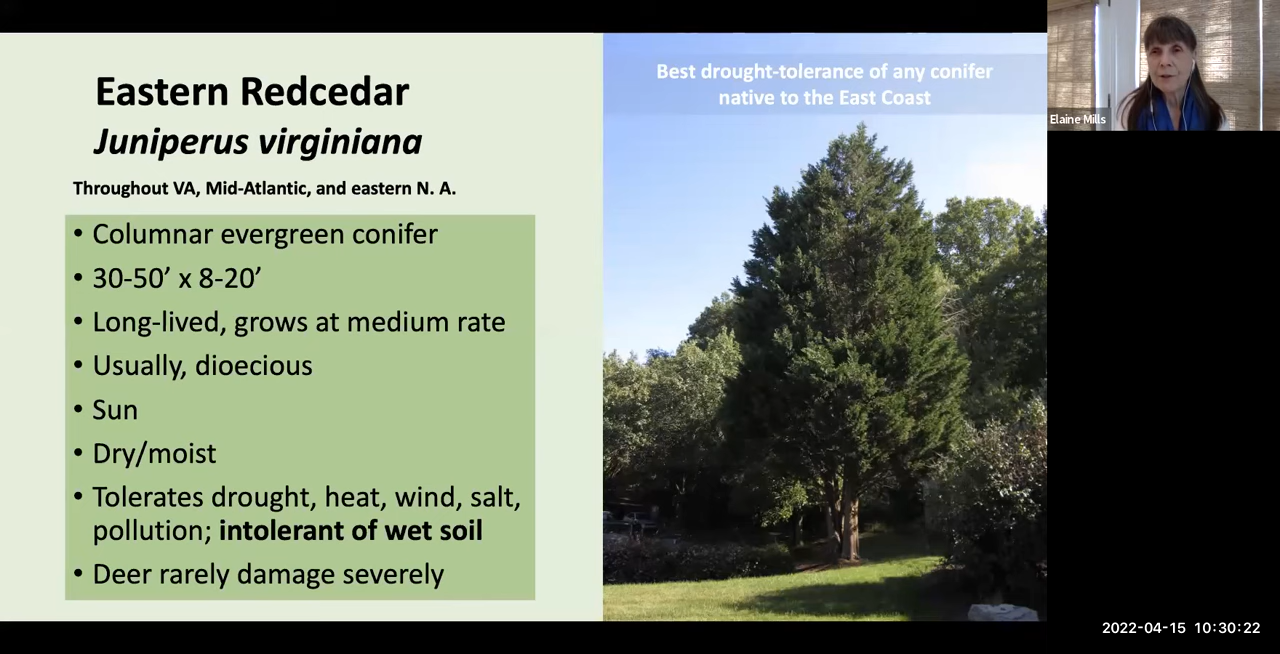 Eastern Redcedar
Juniperus virginiana
Throughout VA, Mid-Atlantic, and eastern N. A.
• Columnar evergreen conifer
• 30-50’ x 8-20’
• Long-lived, grows at medium rate
• Usually, dioecious
• Sun
• Dry/moist
• Tolerates drought, heat, wind, salt,
pollution; intolerant of wet soil
• Deer rarely damage severely
Best drought-tolerance of any conifer
native to the East Coast
Elaine Mills
2022-04-15 10:30:22